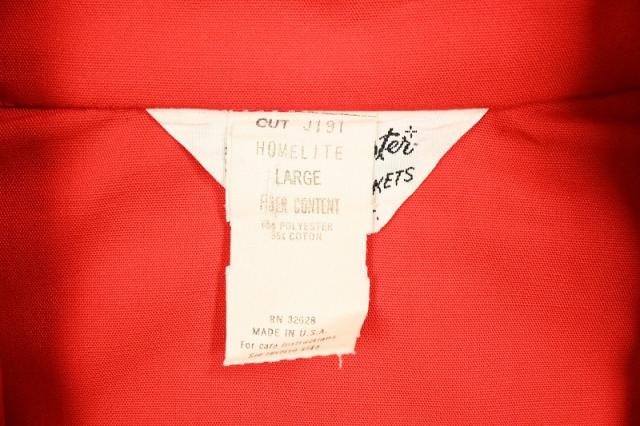 CUT J191
HOMELITE
LARGE
FIBER CONTENT
65% POLYESTER
35% COTON
RN 32628
MADE IN U.S.A.
For care instructions
See reverse side